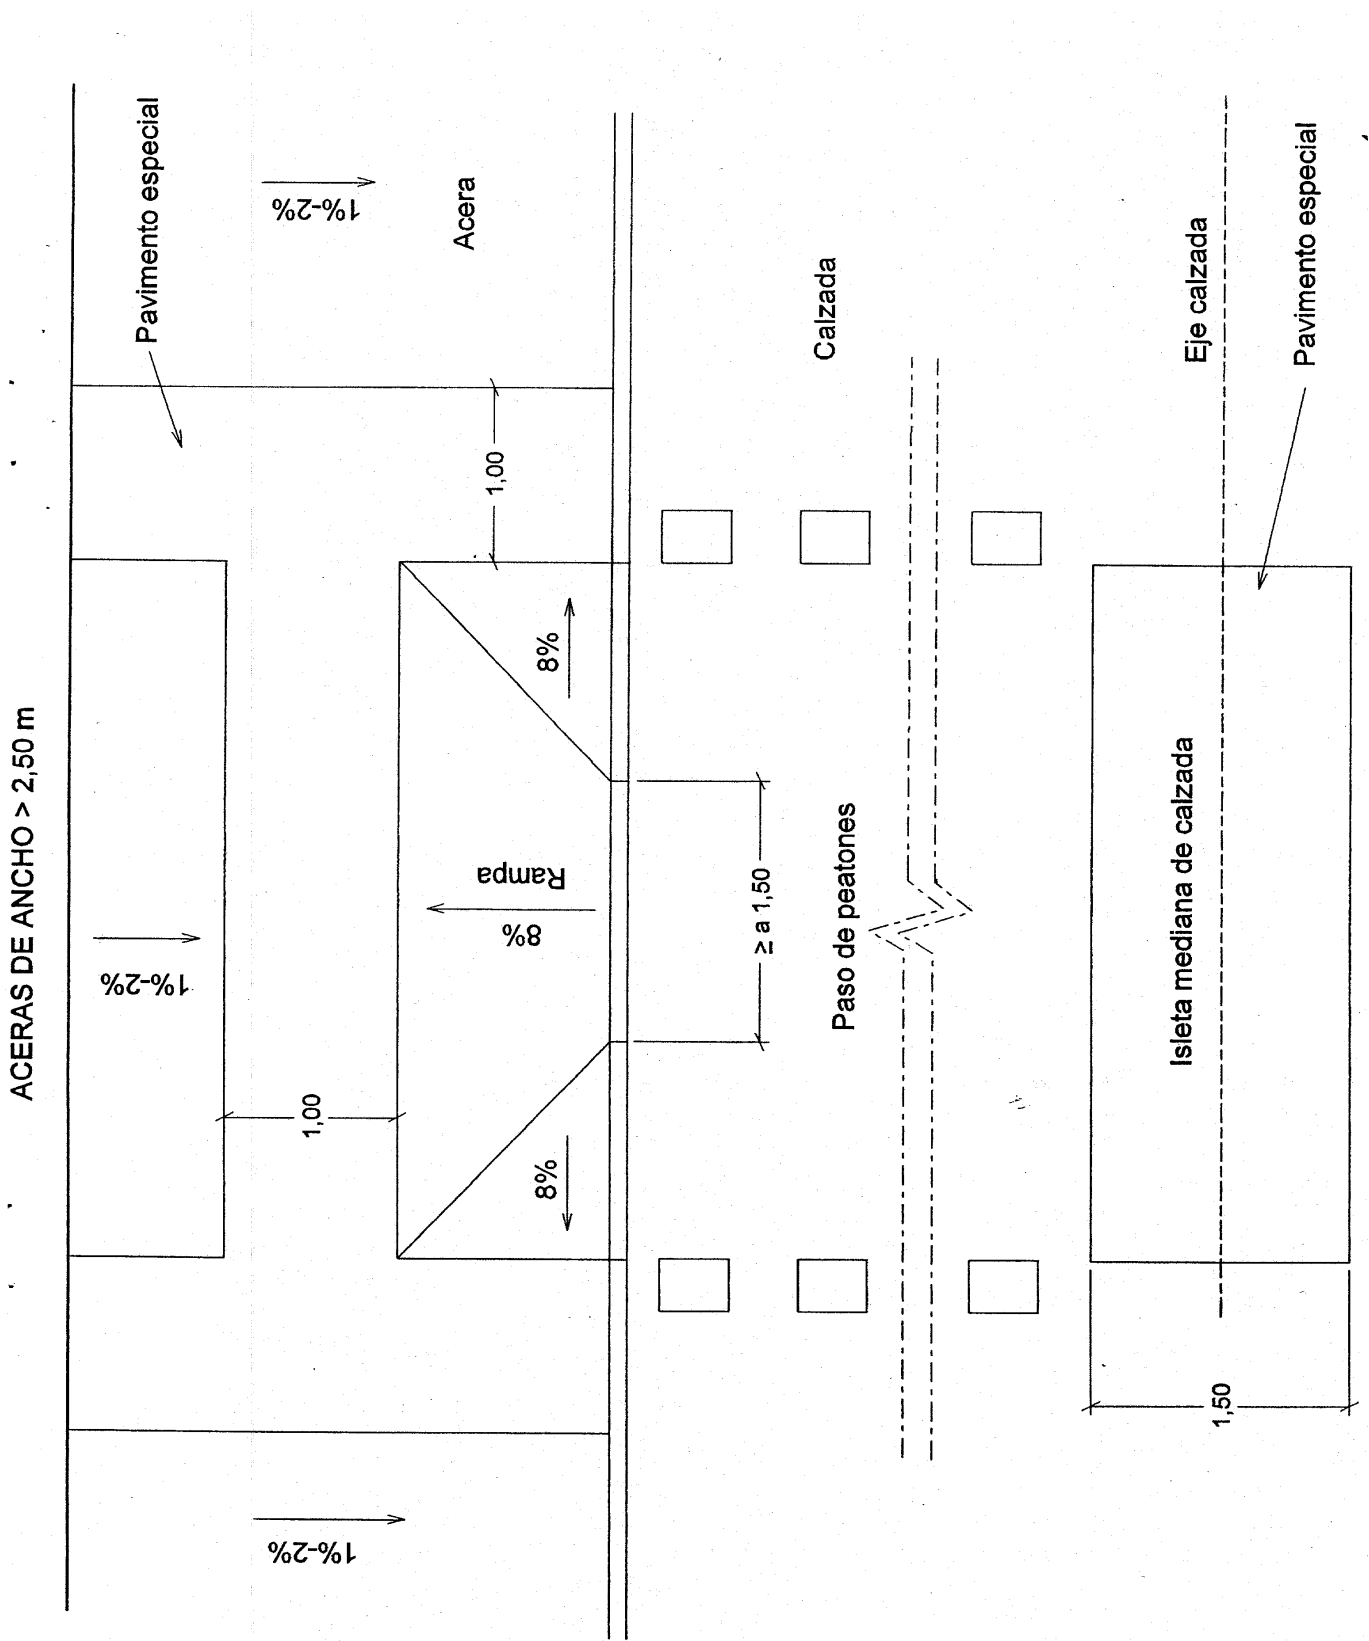 ACERAS DE ANCHO > 2,50 m
Pavimento especial
1%-2%
Acera
1,00
8%
1%-2%
Rampa
8%
≥ a 1,50
1,00
8%
1%-2%
Calzada
Paso de peatones
Eje calzada
Pavimento especial
Isleta mediana de calzada
1,50